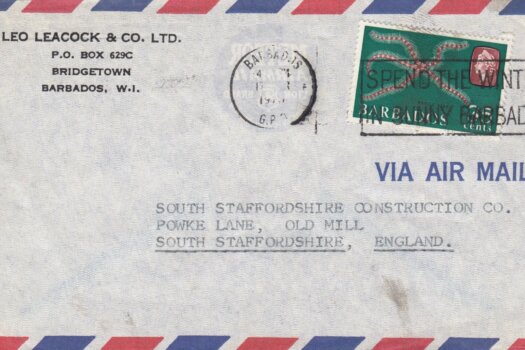 LEO LEACOCK & CO. LTD.
P.O. BOX 629C
BRIDGETOWN
BARBADOS, W.I.
BARBADOS
G.P.O
SPEND THE WINT
IN SUNNY BARBAD
BARBADOS
cents
VIA AIR MAIL
SOUTH STAFFORDSHIRE CONSTRUCTION CO.
POWKE LANE, OLD MILL
SOUTH STAFFORDSHIRE, ENGLAND.